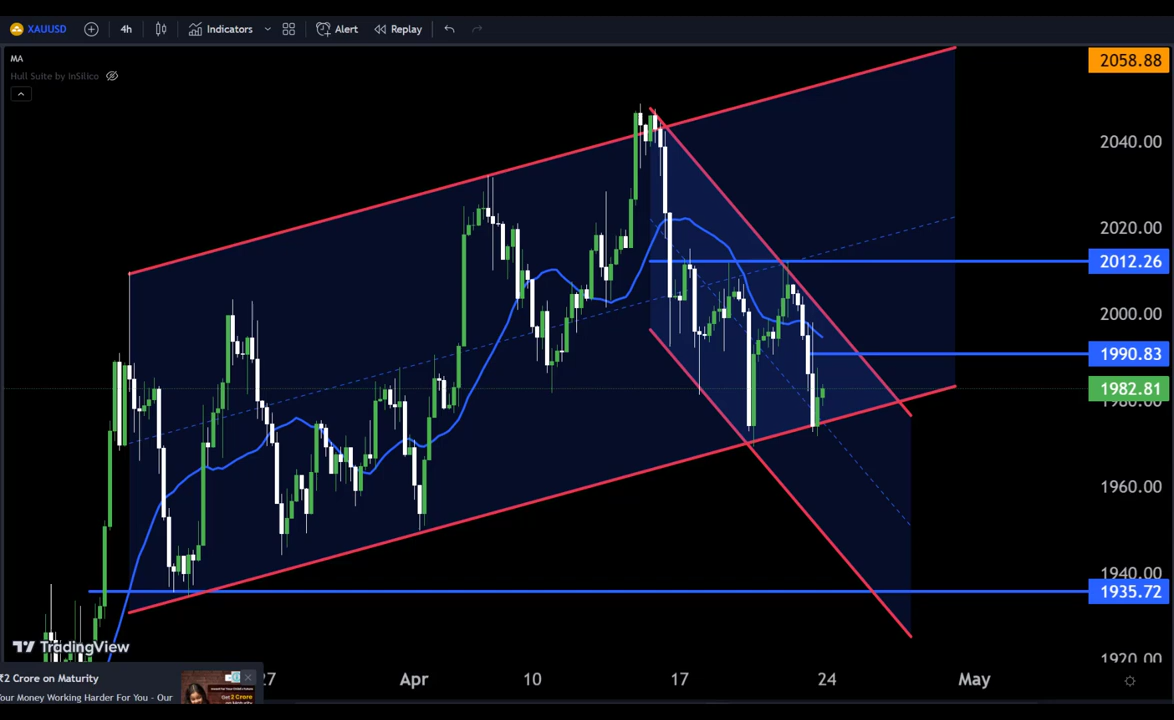 XAUUSD 4h Indicators Alert Replay
MA
Hull Suite by InSilico
2058.88
2040.00
2020.00
2012.26
2000.00
1990.83
1982.81
1980.00
1960.00
1940.00
1935.72
1920.00
TradingView
27 Apr 10 17 24 May
₹2 Crore on Maturity
Your Money Working Harder For You - Our